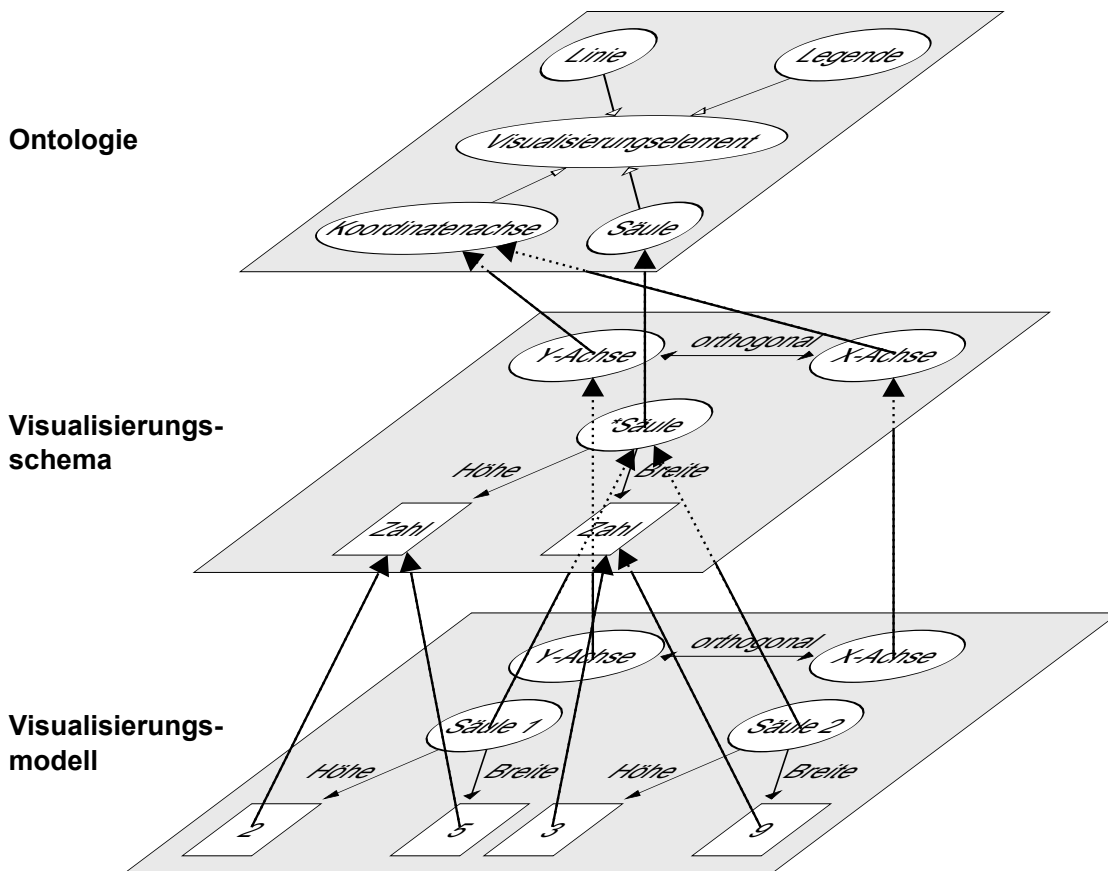 Linie
Legende
Ontologie
Visualisierungselement
Koordinatenachse
Säule
Y-Achse
orthogonal
X-Achse
Visualisierungs-
schema
*Säule
Höhe
Breite
Zahl
Zahl
Y-Achse
orthogonal
X-Achse
Visualisierungs-
modell
Säule 1
Säule 2
Höhe
Breite
Höhe
Breite
2
5
3
9